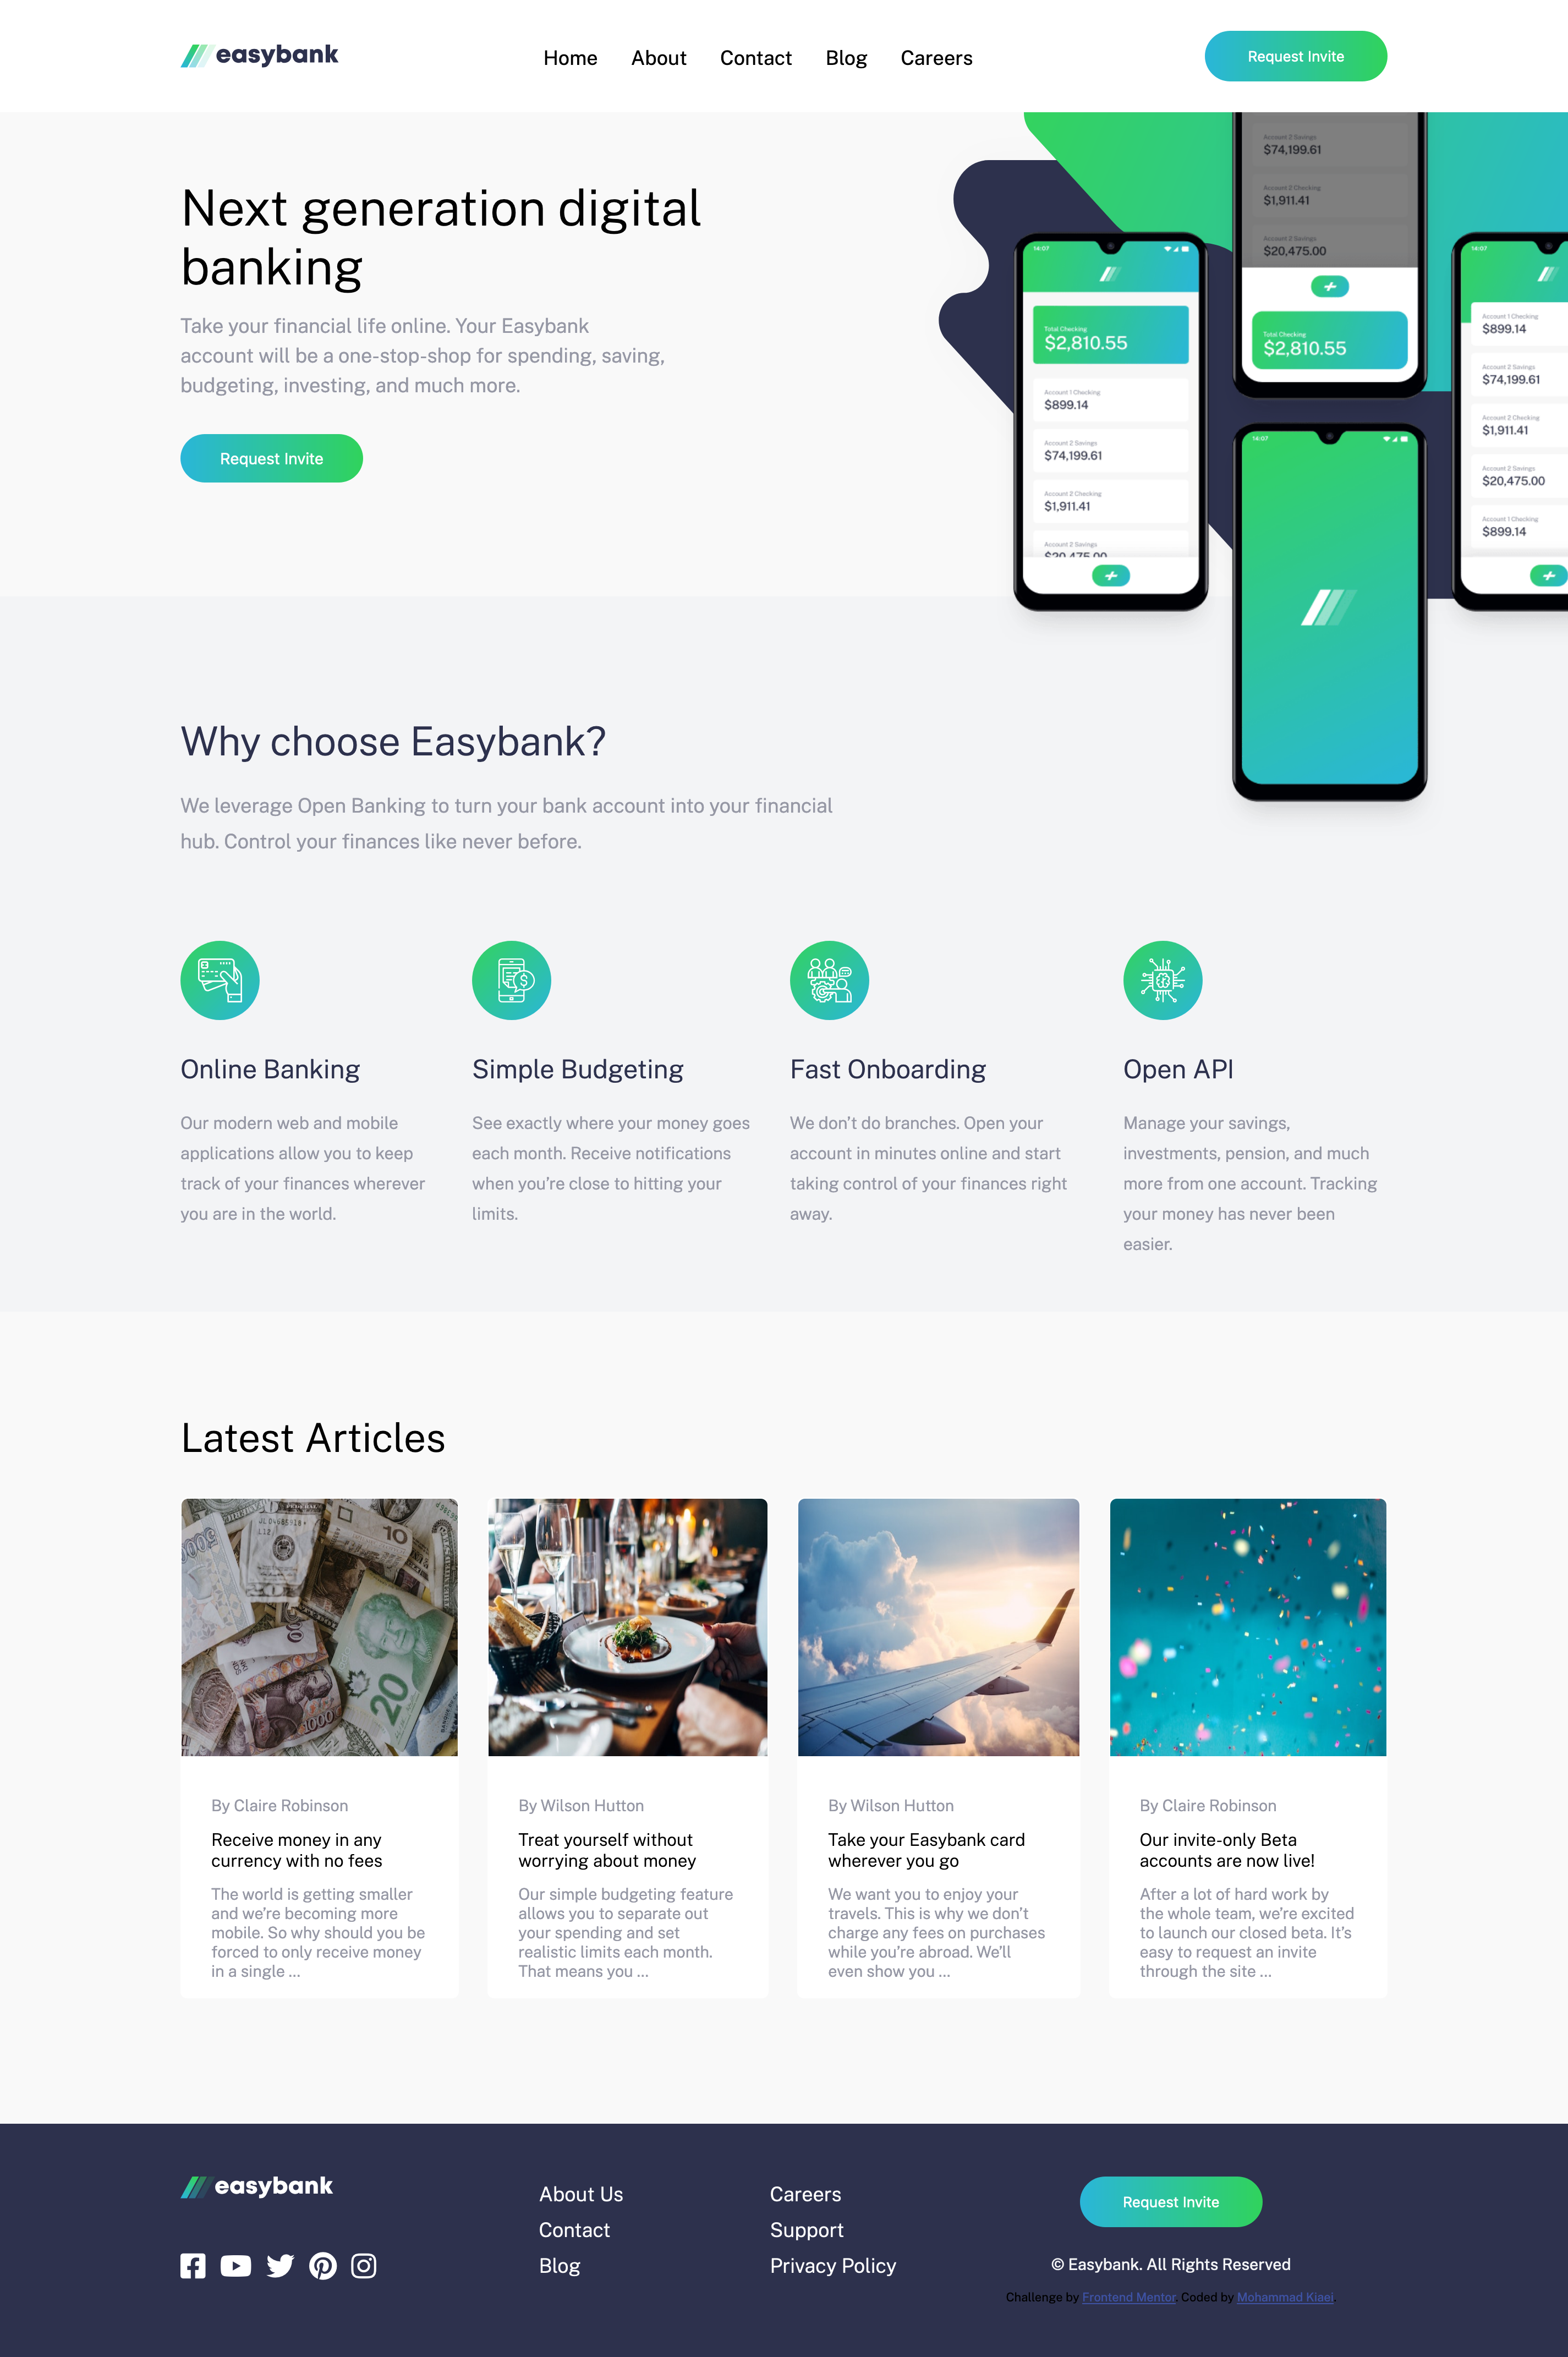 easybank
Home About Contact Blog Careers
Request Invite
Next generation digital
banking
Take your financial life online. Your Easybank
account will be a one-stop-shop for spending, saving,
budgeting, investing, and much more.
Request Invite
Account 2 Savings
$74,199.61
Account 2 Checking
$1,911.41
Account 2 Savings
$20,475.00
Total Checking
$2,810.55
14:07
Total Checking
$2,810.55
Account 1 Checking
$899.14
Account 2 Savings
$74,199.61
Account 2 Checking
$1,911.41
Account 2 Savings
$20,475.00
14:07
14:07
Account 1 Checking
$899.14
Account 2 Savings
$74,199.61
Account 2 Checking
$1,911.41
Account 2 Savings
$20,475.00
Account 1 Checking
$899.14
Why choose Easybank?
We leverage Open Banking to turn your bank account into your financial
hub. Control your finances like never before.
Online Banking
Our modern web and mobile
applications allow you to keep
track of your finances wherever
you are in the world.
Simple Budgeting
See exactly where your money goes
each month. Receive notifications
when you’re close to hitting your
limits.
Fast Onboarding
We don’t do branches. Open your
account in minutes online and start
taking control of your finances right
away.
Open API
Manage your savings,
investments, pension, and much
more from one account. Tracking
your money has never been
easier.
Latest Articles
10
20
1000
By Claire Robinson
Receive money in any
currency with no fees
The world is getting smaller
and we’re becoming more
mobile. So why should you be
forced to only receive money
in a single ...
By Wilson Hutton
Treat yourself without
worrying about money
Our simple budgeting feature
allows you to separate out
your spending and set
realistic limits each month.
That means you ...
By Wilson Hutton
Take your Easybank card
wherever you go
We want you to enjoy your
travels. This is why we don’t
charge any fees on purchases
while you’re abroad. We’ll
even show you ...
By Claire Robinson
Our invite-only Beta
accounts are now live!
After a lot of hard work by
the whole team, we’re excited
to launch our closed beta. It’s
easy to request an invite
through the site ...
easybank
About Us
Contact
Blog
Careers
Support
Privacy Policy
Request Invite
© Easybank. All Rights Reserved
Challenge by Frontend Mentor. Coded by Mohammad Kiaei.